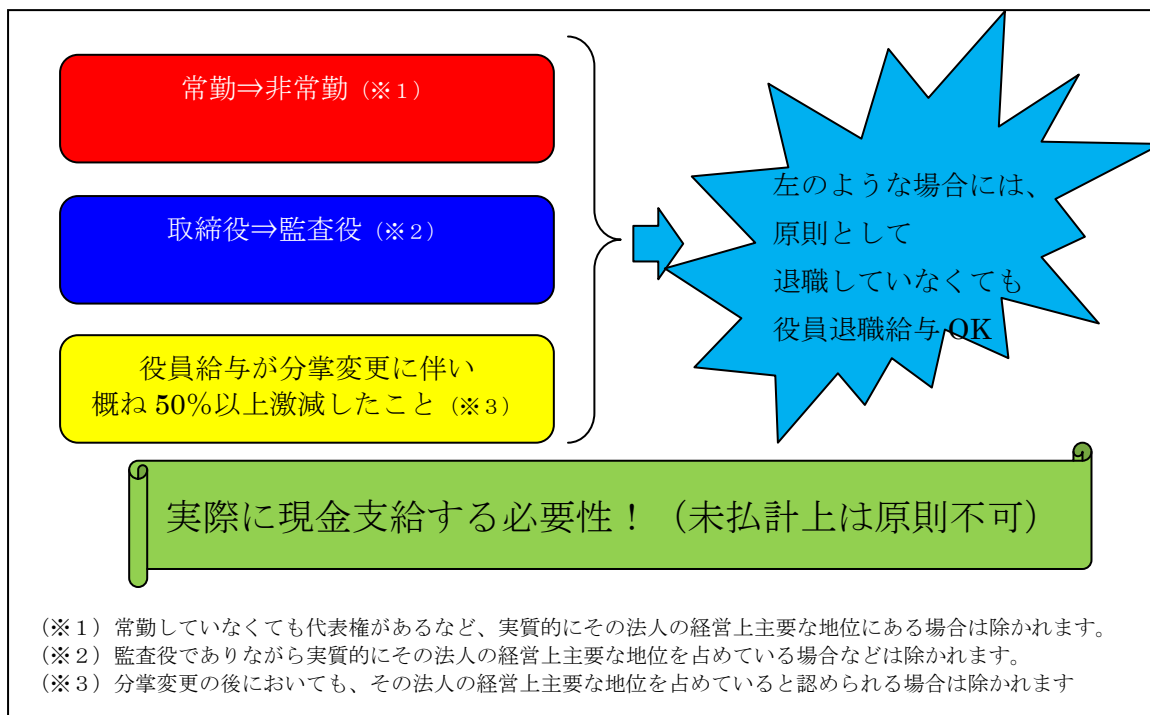 常勤⇒非常勤（※１）
取締役⇒監査役（※２）
役員給与が分掌変更に伴い
概ね 50%以上激減したこと（※３）
左のような場合には、
原則として
退職していなくても
役員退職給与 OK
実際に現金支給する必要性！（未払計上は原則不可）
（※１）常勤していなくても代表権があるなど、実質的にその法人の経営上主要な地位にある場合は除かれます。
（※２）監査役でありながら実質的にその法人の経営上主要な地位を占めている場合などは除かれます。
（※３）分掌変更の後においても、その法人の経営上主要な地位を占めていると認められる場合は除かれます